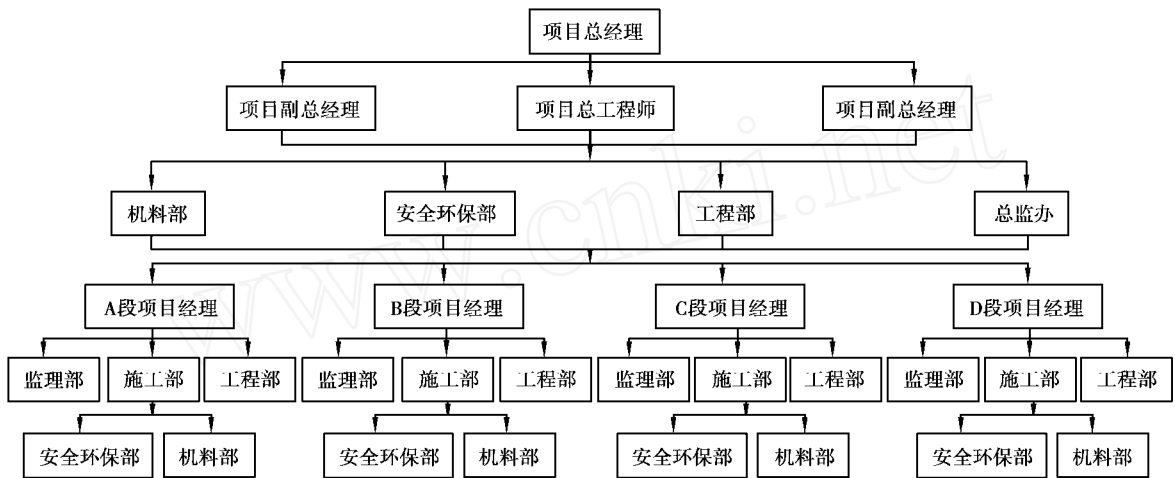 项目总经理
项目副总经理 项目总工程师 项目副总经理
机料部 安全环保部 工程部 总监办
A段项目经理 B段项目经理 C段项目经理 D段项目经理
监理部 施工部 工程部 监理部 施工部 工程部 监理部 施工部 工程部 监理部 施工部 工程部
安全环保部 机料部 安全环保部 机料部 安全环保部 机料部 安全环保部 机料部
www.cnki.net